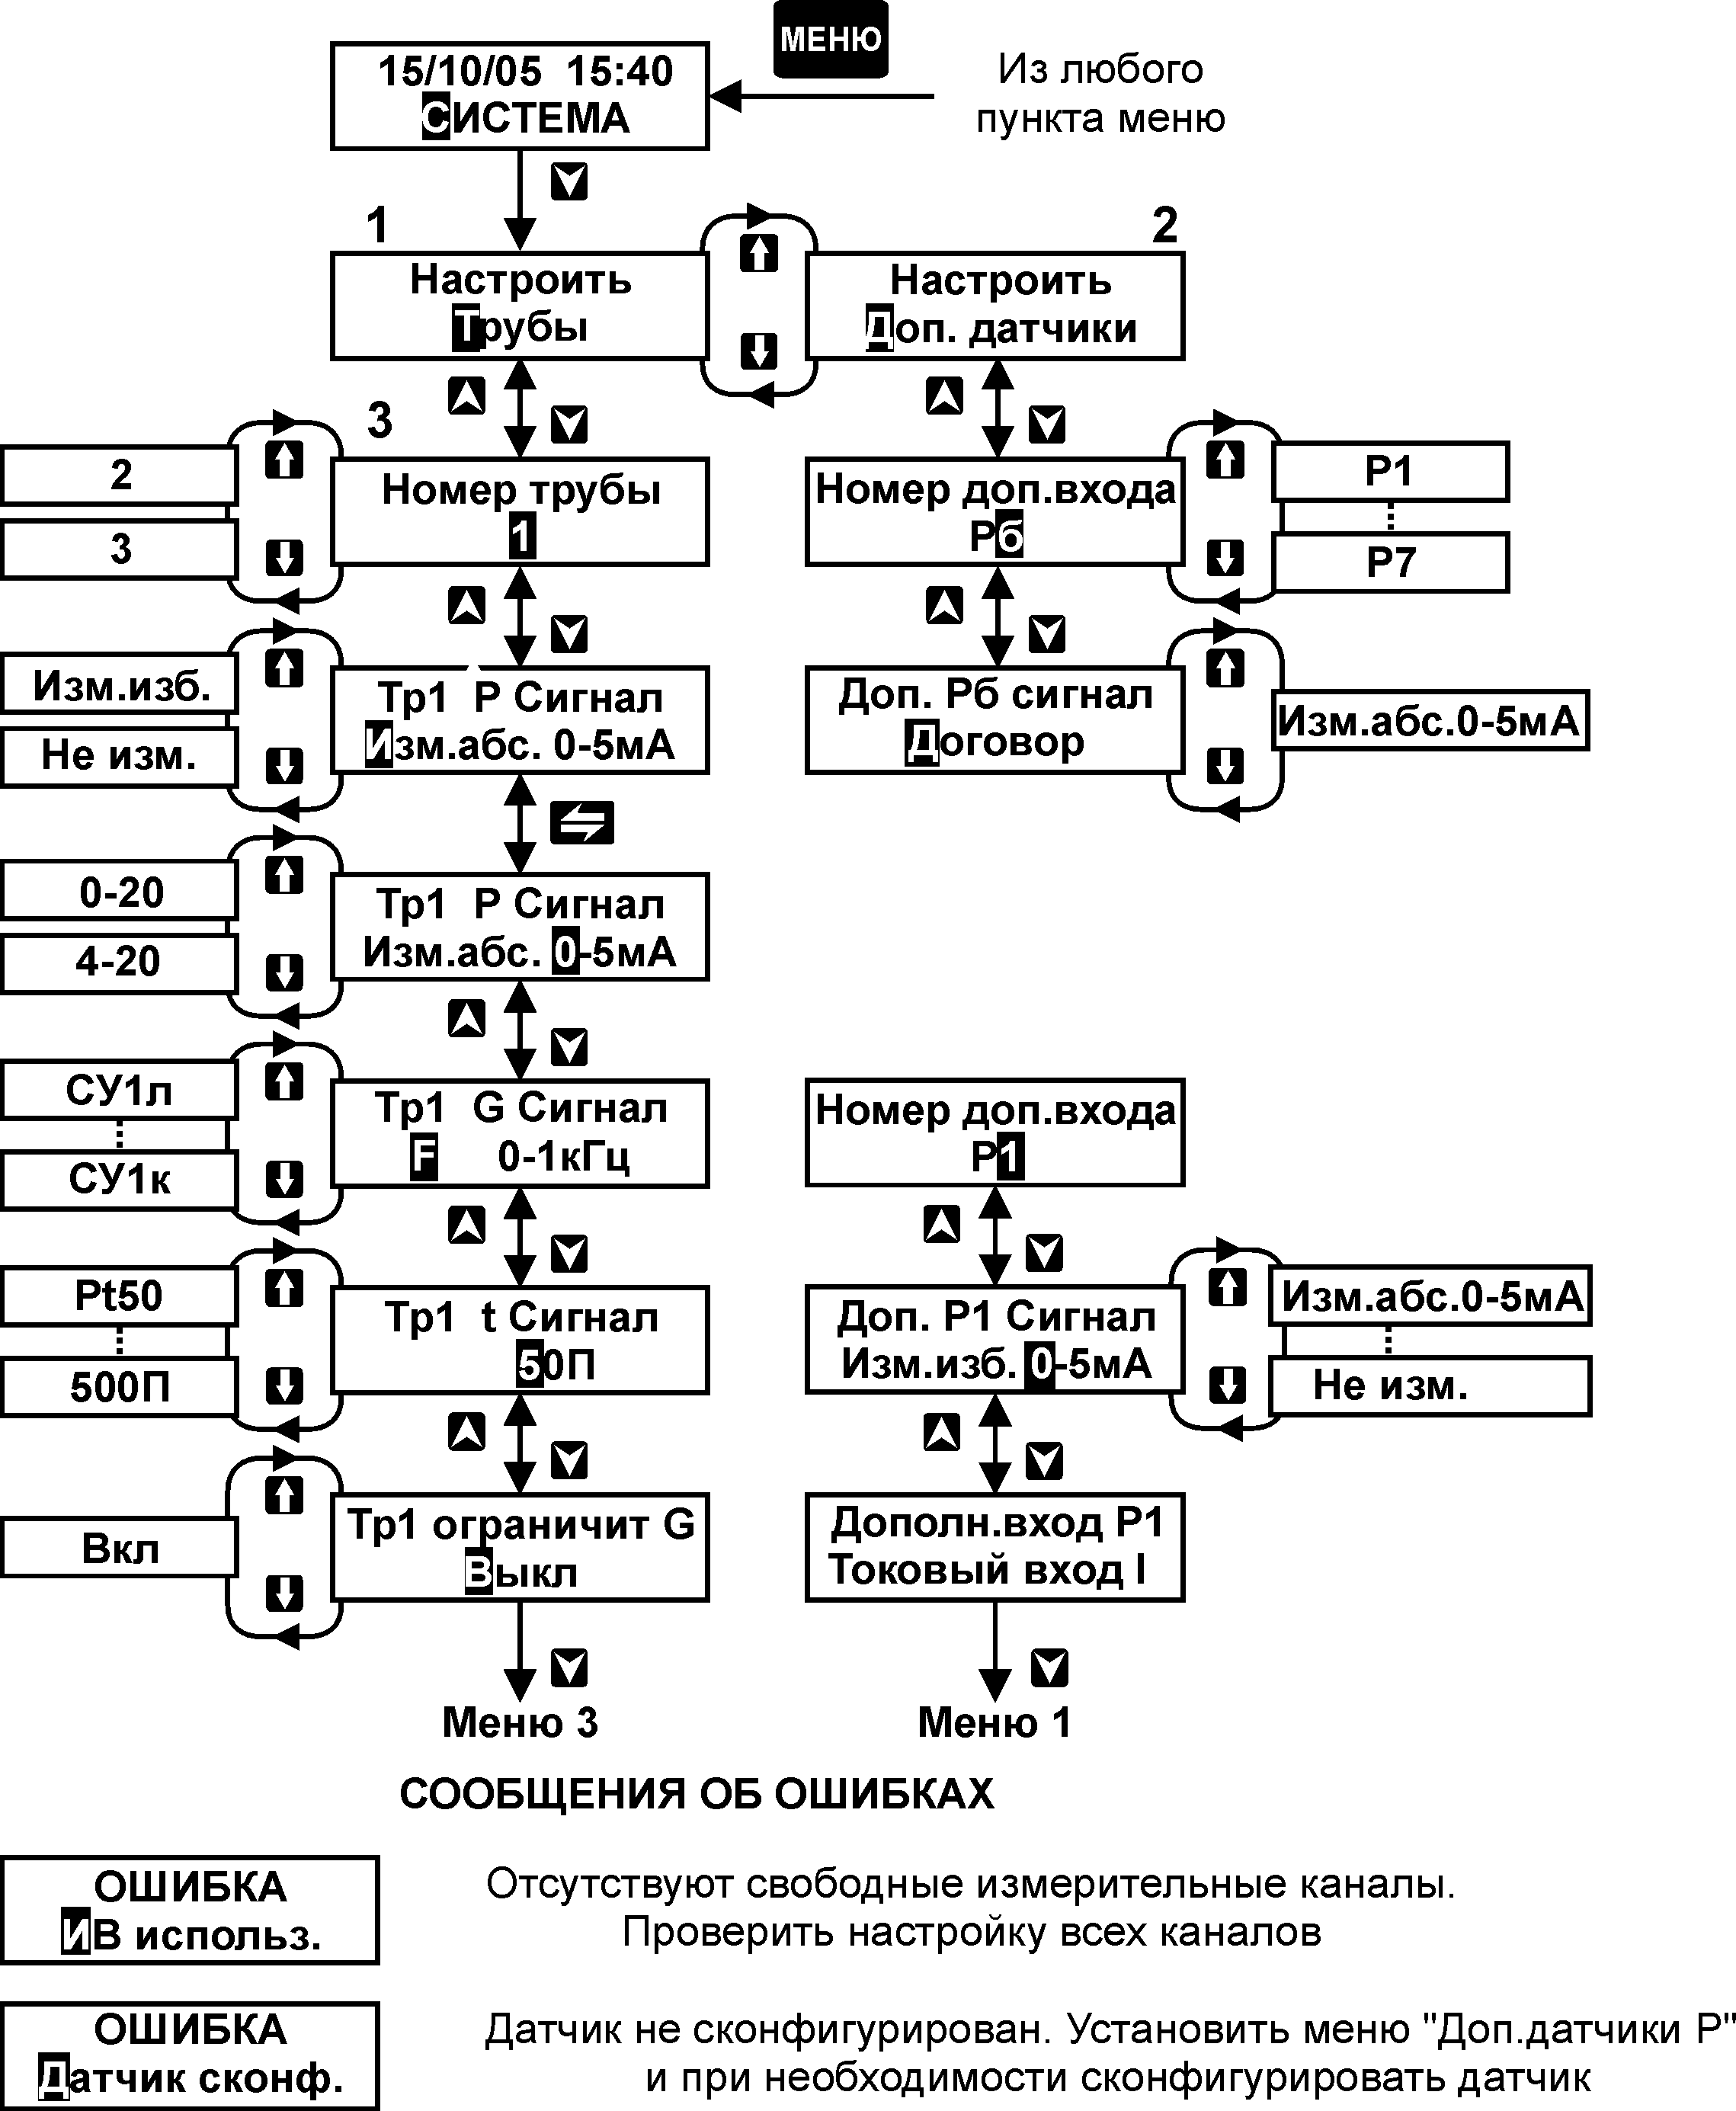 МЕНЮ
15/10/05 15:40
СИСТЕМА
Из любого
пункта меню
1
Настроить
Трубы
2
Настроить
Доп. датчики
3
2
3
Номер трубы
1
Номер доп.входа
Рб
Р1
Р7
Изм.изб.
Не изм.
Тр1 Р Сигнал
Изм.абс. 0-5мА
Доп. Рб сигнал
Договор
Изм.абс.0-5мА
0-20
4-20
Тр1 Р Сигнал
Изм.абс. 0-5мА
СУ1л
СУ1к
Тр1 G Сигнал
F 0-1кГц
Номер доп.входа
Р1
Pt50
500П
Тр1 t Сигнал
50П
Доп. Р1 Сигнал
Изм.изб. 0-5мА
Изм.абс.0-5мА
Не изм.
Вкл
Тр1 ограничит G
Выкл
Дополн.вход Р1
Токовый вход I
Меню 3
Меню 1
СООБЩЕНИЯ ОБ ОШИБКАХ
ОШИБКА
ИВ использ.
Отсутствуют свободные измерительные каналы.
Проверить настройку всех каналов
ОШИБКА
Датчик сконф.
Датчик не сконфигурирован. Установить меню "Доп.датчики Р"
и при необходимости сконфигурировать датчик